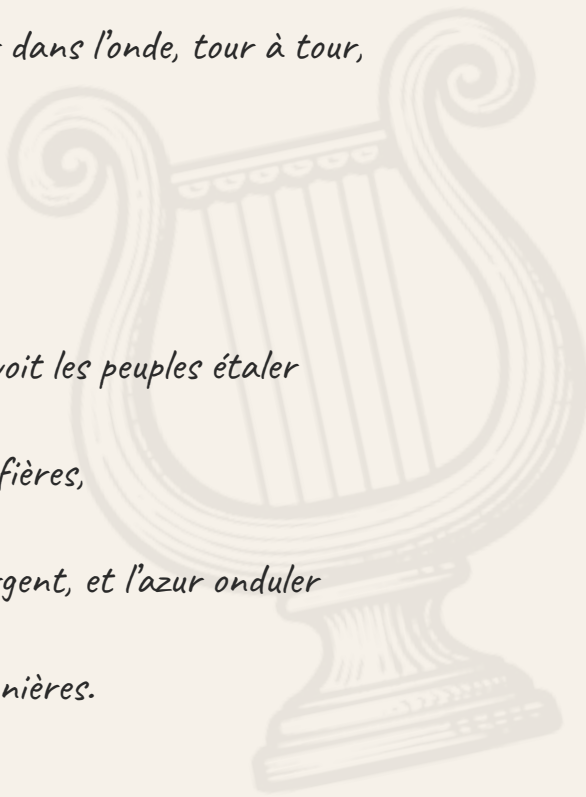 dans l’onde, tour à tour,
voit les peuples étaler
fières,
rgent, et l’azur onduler
nières.